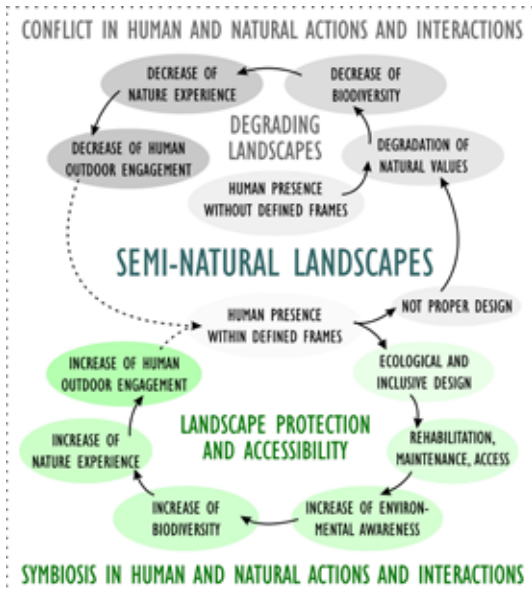 CONFLICT IN HUMAN AND NATURAL ACTIONS AND INTERACTIONS
DECREASE OF
NATURE EXPERIENCE
DECREASE OF
BIODIVERSITY
DEGRADING
LANDSCAPES
DECREASE OF HUMAN
OUTDOOR ENGAGEMENT
DEGRADATION OF
NATURAL VALUES
HUMAN PRESENCE
WITHOUT DEFINED FRAMES
SEMI-NATURAL LANDSCAPES
HUMAN PRESENCE
WITHIN DEFINED FRAMES
NOT PROPER DESIGN
INCREASE OF HUMAN
OUTDOOR ENGAGEMENT
ECOLOGICAL AND
INCLUSIVE DESIGN
LANDSCAPE PROTECTION
AND ACCESSIBILITY
INCREASE OF
NATURE EXPERIENCE
REHABILITATION,
MAINTENANCE, ACCESS
INCREASE OF
BIODIVERSITY
INCREASE OF ENVIRON-
MENTAL AWARENESS
SYMBIOSIS IN HUMAN AND NATURAL ACTIONS AND INTERACTIONS